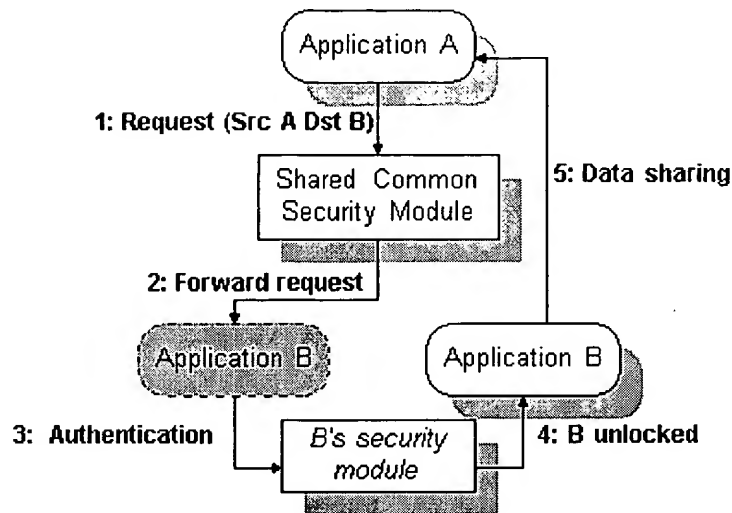 Application A
1: Request (Src A Dst B)
Shared Common
Security Module
5: Data sharing
2: Forward request
Application B
Application B
3: Authentication
B's security
module
4: B unlocked